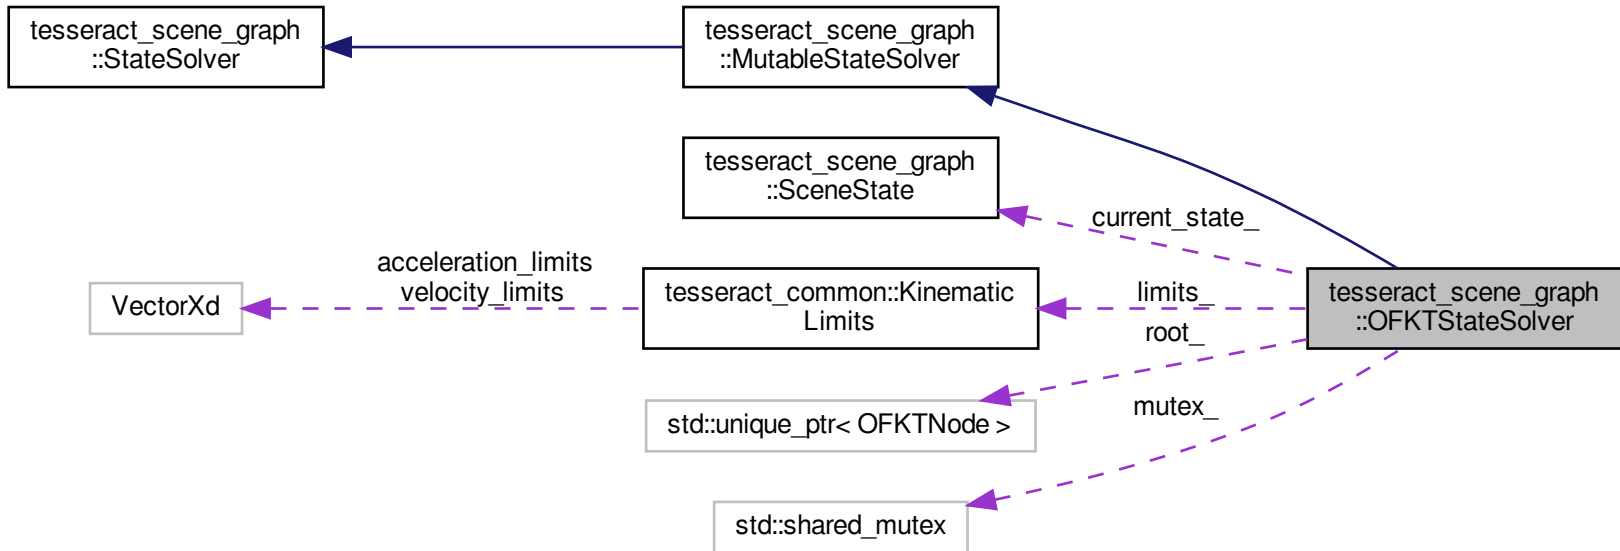 tesseract_scene_graph
::StateSolver
tesseract_scene_graph
::MutableStateSolver
tesseract_scene_graph
::SceneState
current_state_
acceleration_limits
velocity_limits
VectorXd
tesseract_common::Kinematic
Limits
limits_
tesseract_scene_graph
::OFKTStateSolver
root_
std::unique_ptr< OFKTNode >
mutex_
std::shared_mutex